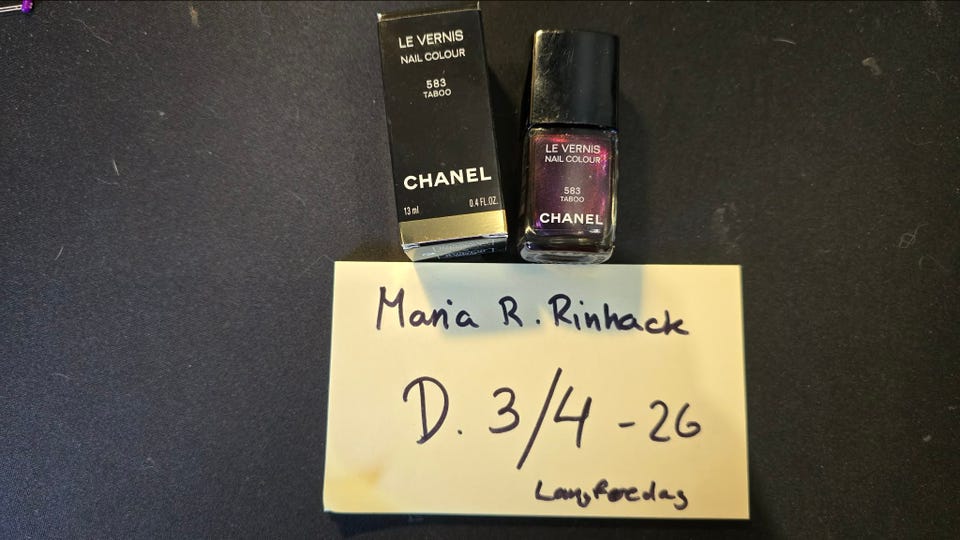 LE VERNIS
NAIL COLOUR
583
TABOO
CHANEL
13 ml 0.4 FL.OZ.
LE VERNIS
NAIL COLOUR
583
TABOO
CHANEL
Maria R. Rinhack
D. 3/4 - 26